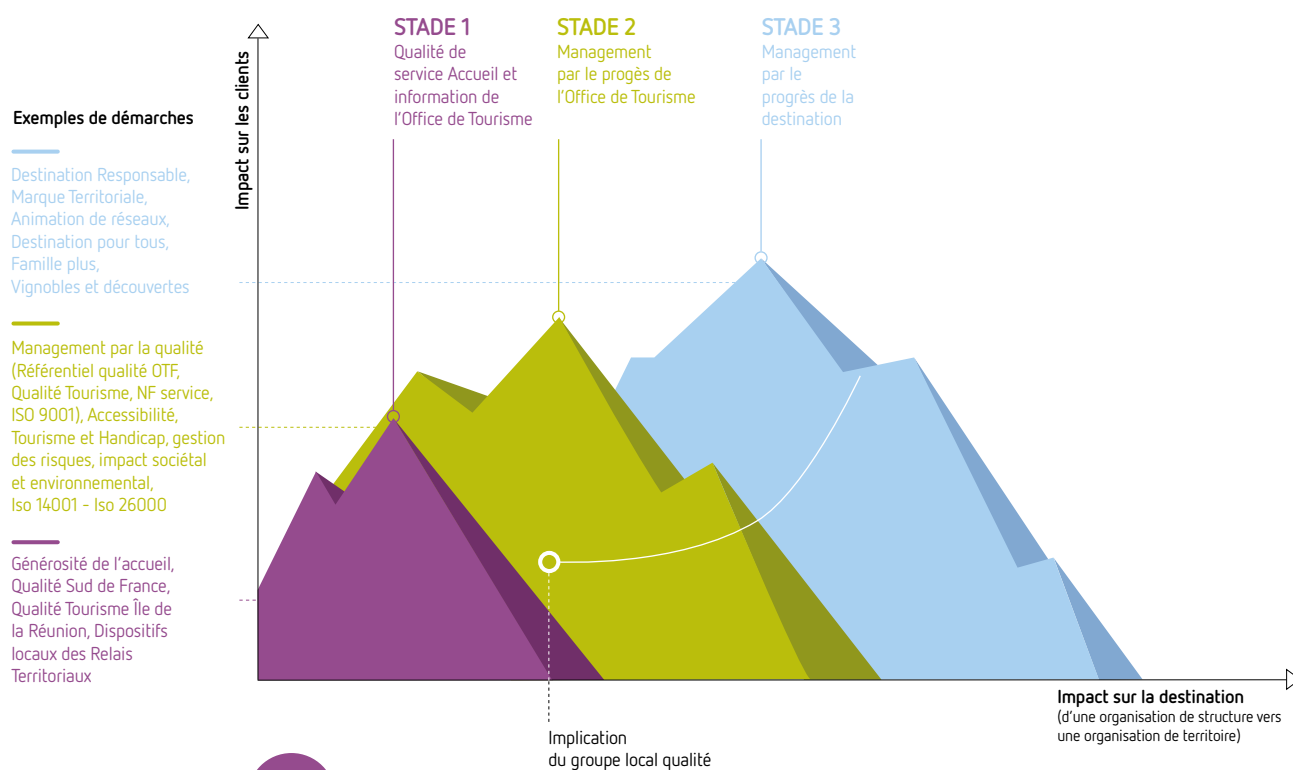 STADE 1
Qualité de
service Accueil et
information de
l'Office de Tourisme
STADE 2
Management
par le progès de
l'Office de Tourisme
STADE 3
Management
par le
progrès de la
destination
Impact sur les clients
Exemples de démarches
Destination Responsable,
Marque Territoriale,
Animation de réseaux,
Destination pour tous,
Famille plus,
Vignobles et découvertes
Management par la qualité
(Référentiel qualité OTF,
Qualité Tourisme, NF service,
ISO 9001), Accessibilité,
Tourisme et Handicap, gestion
des risques, impact sociétal
et environnemental,
Iso 14001 - Iso 26000
Générosité de l'accueil,
Qualité Sud de France,
Qualité Tourisme Île de
la Réunion, Dispositifs
locaux des Relais
Territoriaux
Impact sur la destination
(d'une organisation de structure vers
une organisation de territoire)
Implication
du groupe local qualité